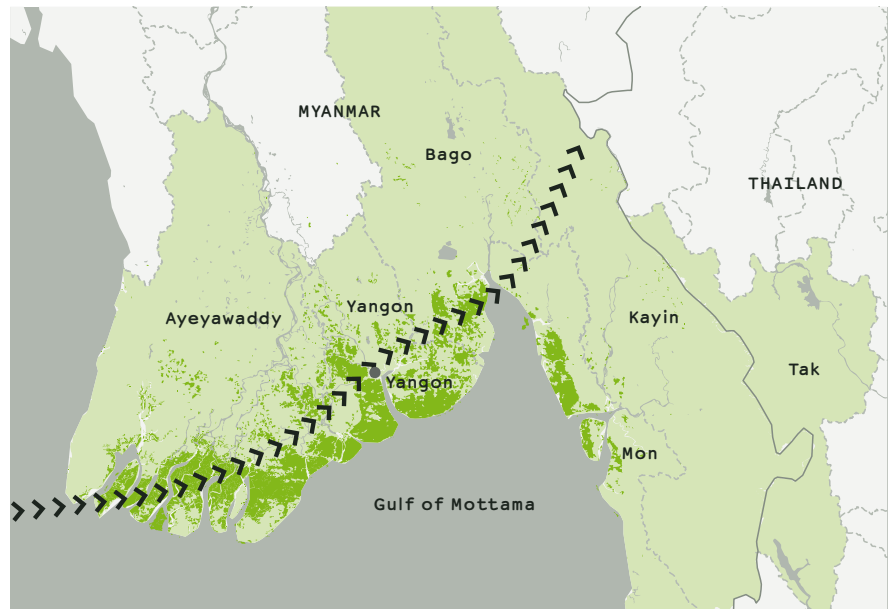 MYANMAR
Bago
THAILAND
Yangon
Ayeyawaddy
Kayin
Tak
Yangon
Mon
Gulf of Mottama